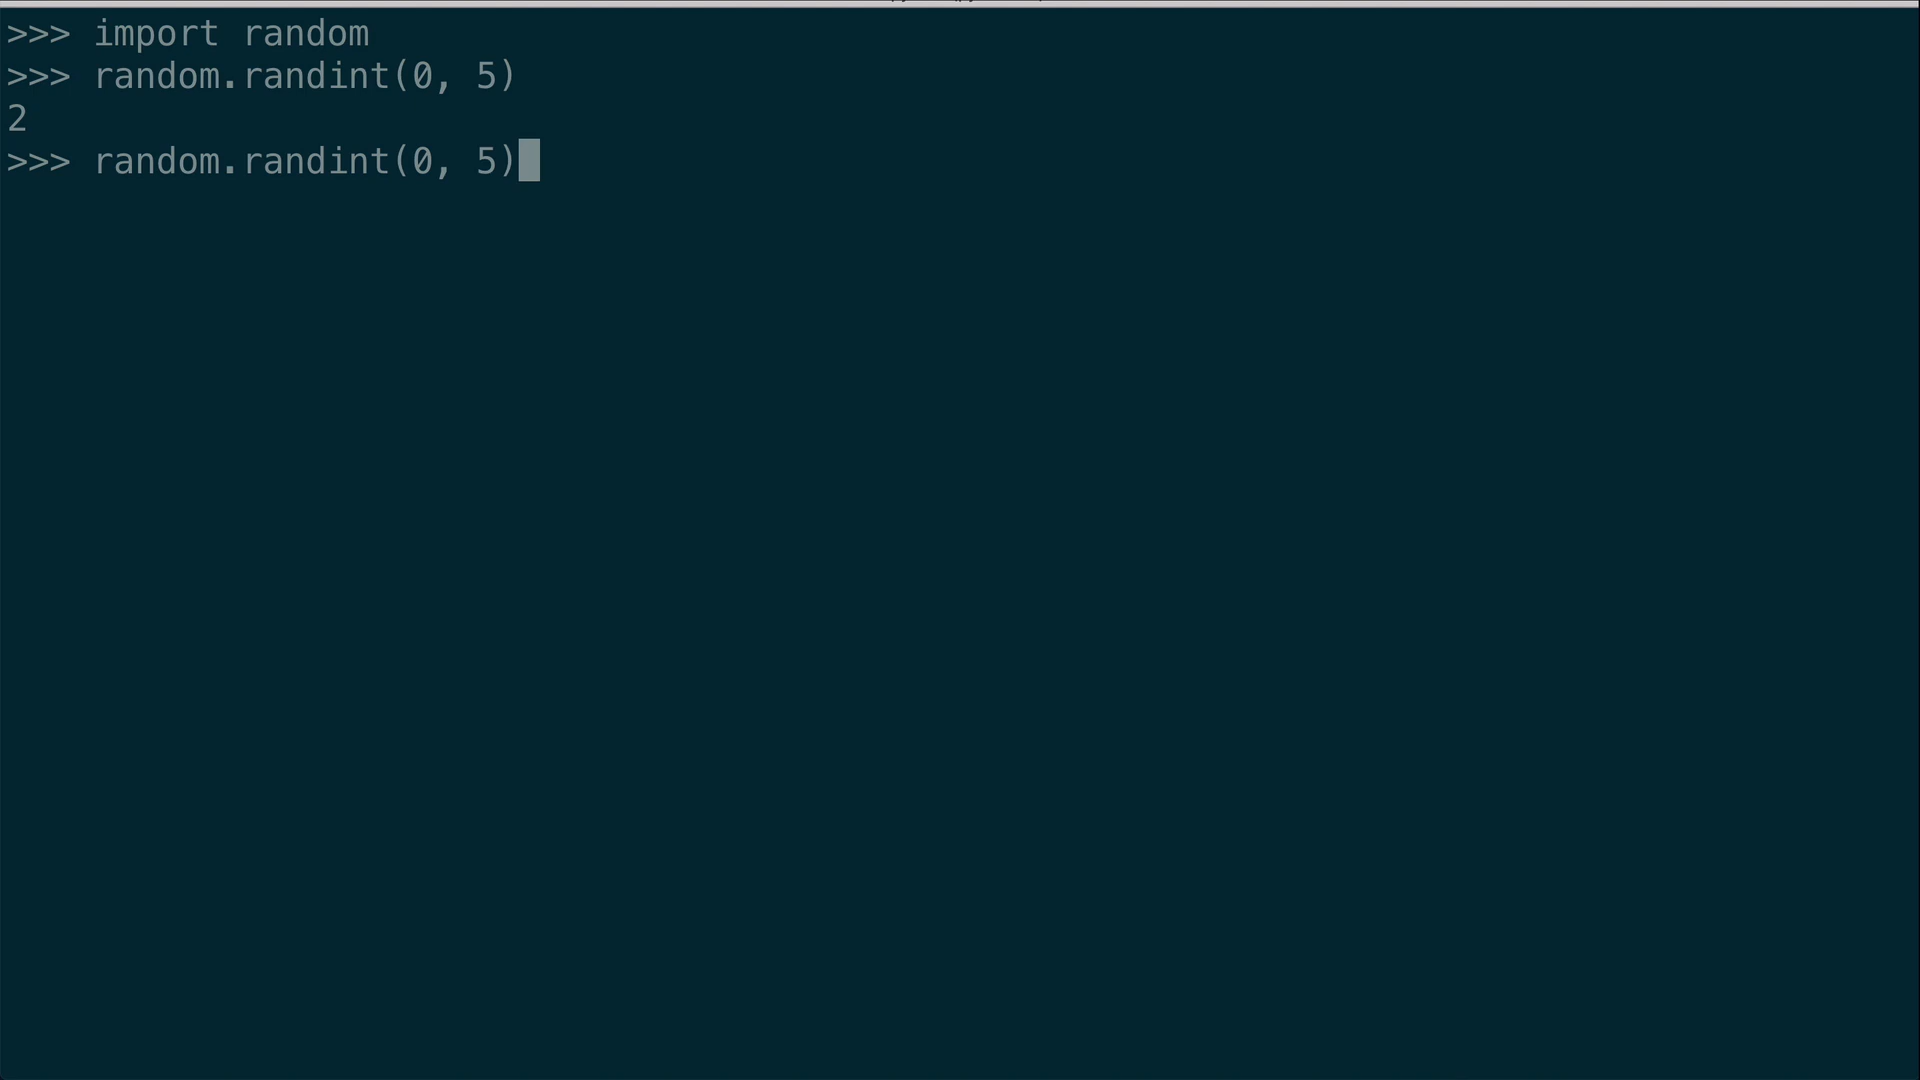 >>> import random
>>> random.randint(0, 5)
2
>>> random.randint(0, 5)